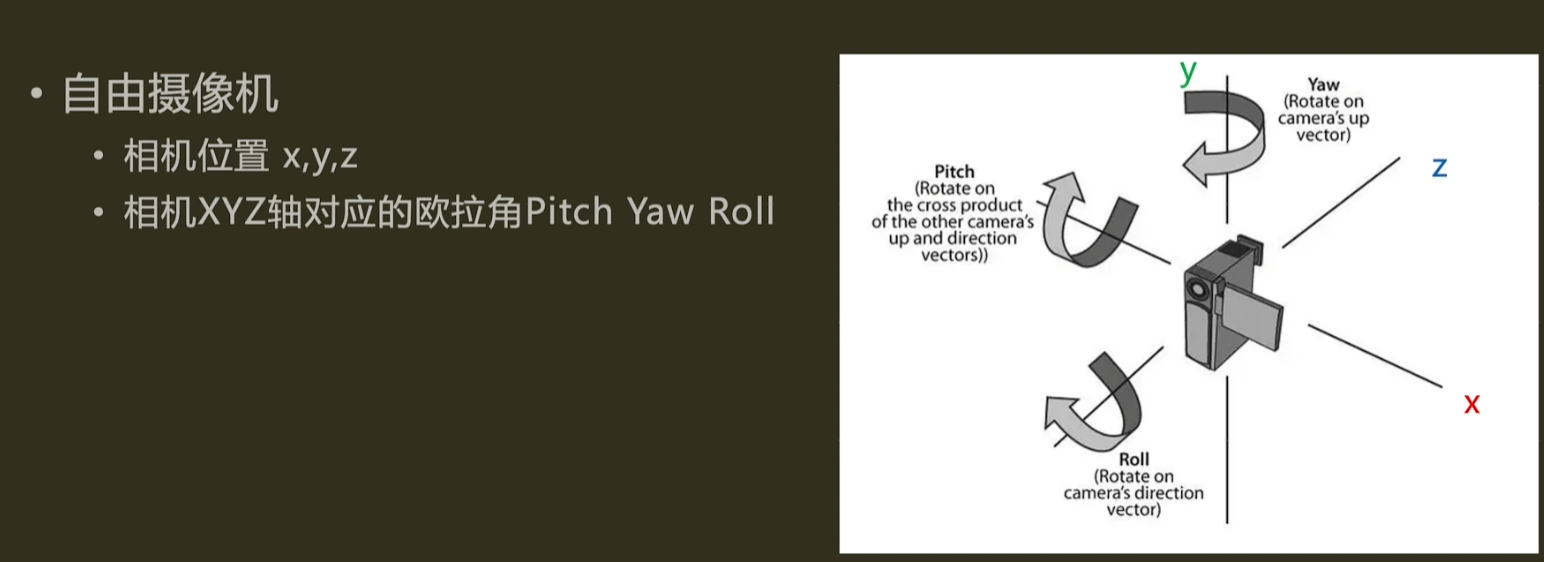 • 自由摄像机
• 相机位置 x,y,z
• 相机XYZ轴对应的欧拉角Pitch Yaw Roll
y
Yaw
(Rotate on
camera's up
vector)
z
Pitch
(Rotate on
the cross product
of the other camera's
up and direction
vectors))
x
Roll
(Rotate on
camera's direction
vector)